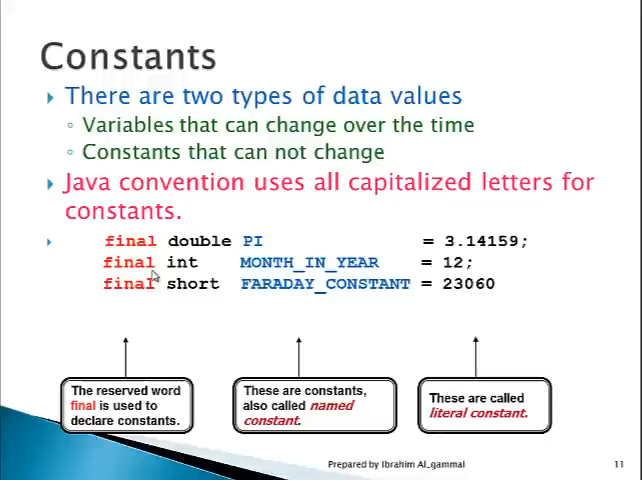 Constants
There are two types of data values
Variables that can change over the time
Constants that can not change
Java convention uses all capitalized letters for
constants.
final double PI = 3.14159;
final int MONTH_IN_YEAR = 12;
final short FARADAY_CONSTANT = 23060
The reserved word
final is used to
declare constants.
These are constants,
also called named
constant.
These are called
literal constant.
Prepared by Ibrahim Al_gammal
11